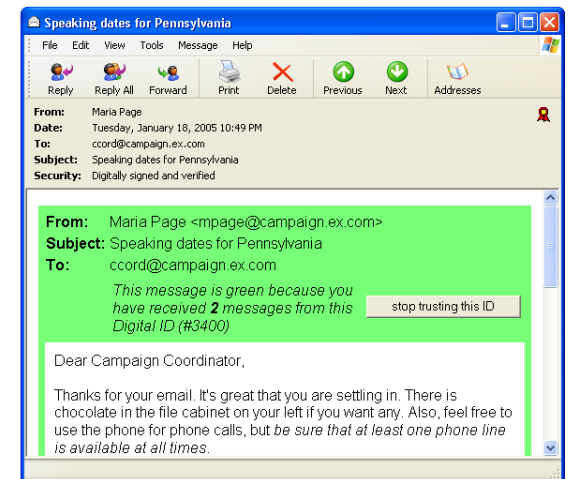 Speaking dates for Pennsylvania
File Edit View Tools Message Help
Reply Reply All Forward Print Delete Previous Next Addresses
From: Maria Page
Date: Tuesday, January 18, 2005 10:49 PM
To: ccord@campaign.ex.com
Subject: Speaking dates for Pennsylvania
Security: Digitally signed and verified
From: Maria Page <mpage@campaign.ex.com>
Subject: Speaking dates for Pennsylvania
To: ccord@campaign.ex.com
This message is green because you
have received 2 messages from this
Digital ID (#3400)
stop trusting this ID
Dear Campaign Coordinator,
Thanks for your email. It's great that you are settling in. There is
chocolate in the file cabinet on your left if you want any. Also, feel free to
use the phone for phone calls, but be sure that at least one phone line
is available at all times.